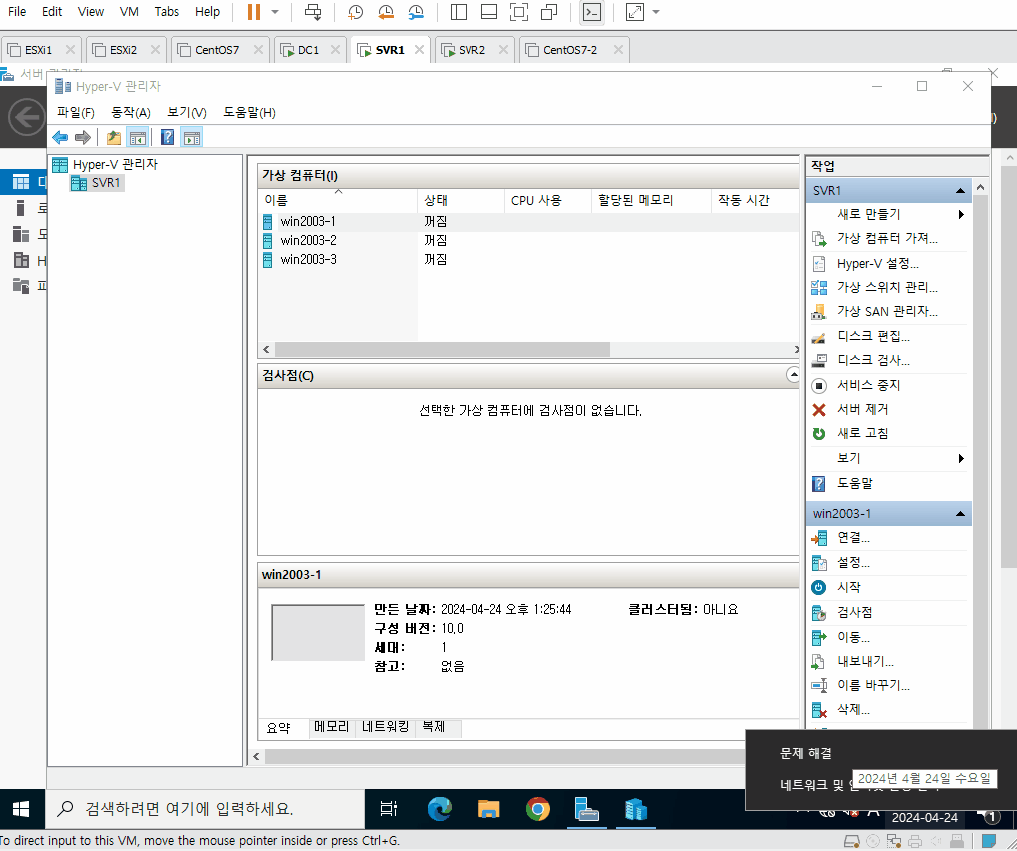 File Edit View VM Tabs Help
ESXi1 ESXi2 CentOS7 DC1 SVR1 SVR2 CentOS7-2
Hyper-V 관리자
파일(F) 동작(A) 보기(V) 도움말(H)
Hyper-V 관리자
SVR1
가상 컴퓨터(I)
이름 상태 CPU 사용 할당된 메모리 작동 시간
win2003-1 꺼짐
win2003-2 꺼짐
win2003-3 꺼짐
검사점(C)
선택한 가상 컴퓨터에 검사점이 없습니다.
win2003-1
만든 날짜: 2024-04-24 오후 1:25:44 클러스터됨: 아니요
구성 버전: 10.0
세대: 1
참고: 없음
요약 메모리 네트워킹 복제
작업
SVR1
새로 만들기
가상 컴퓨터 가져...
Hyper-V 설정...
가상 스위치 관리...
가상 SAN 관리자...
디스크 편집...
디스크 검사...
서비스 중지
서버 제거
새로 고침
보기
도움말
win2003-1
연결...
설정...
시작
검사점
이동...
내보내기...
이름 바꾸기...
삭제...
문제 해결
네트워크 및
2024년 4월 24일 수요일
검색하려면 여기에 입력하세요.
2024-04-24
1
To direct input to this VM, move the mouse pointer inside or press Ctrl+G.